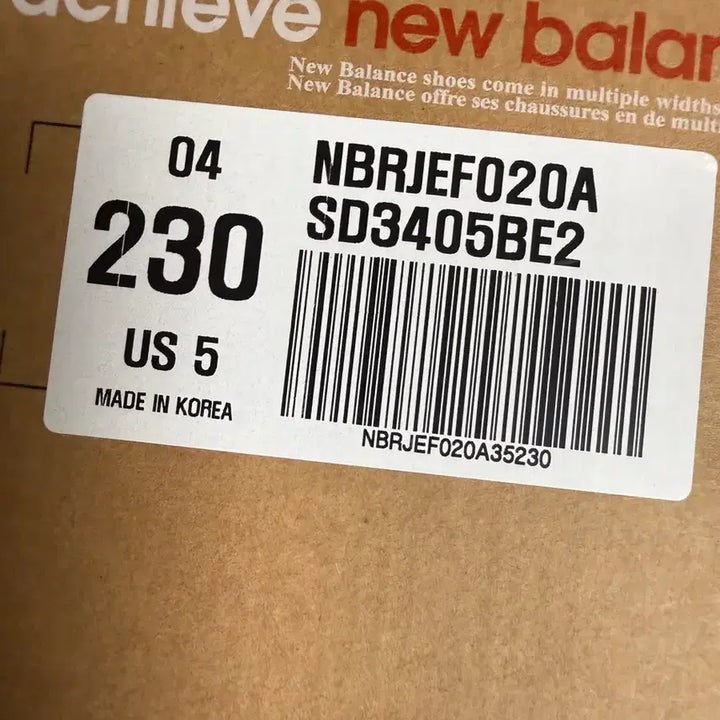 achieve new balan
New Balance shoes come in multiple widths
New Balance offre ses chaussures en de mult
04
230
US 5
MADE IN KOREA
NBRJEF020A
SD3405BE2
NBRJEF020A35230